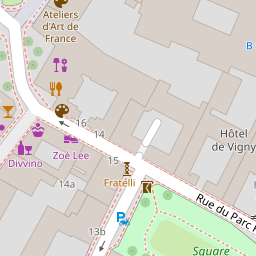 Ateliers
d'Art de
France
B
16
14
Hôtel
de Vigny
Zoé Lee
Divvino
15
Fratelli
14a
Rue du Parc
13b
Square